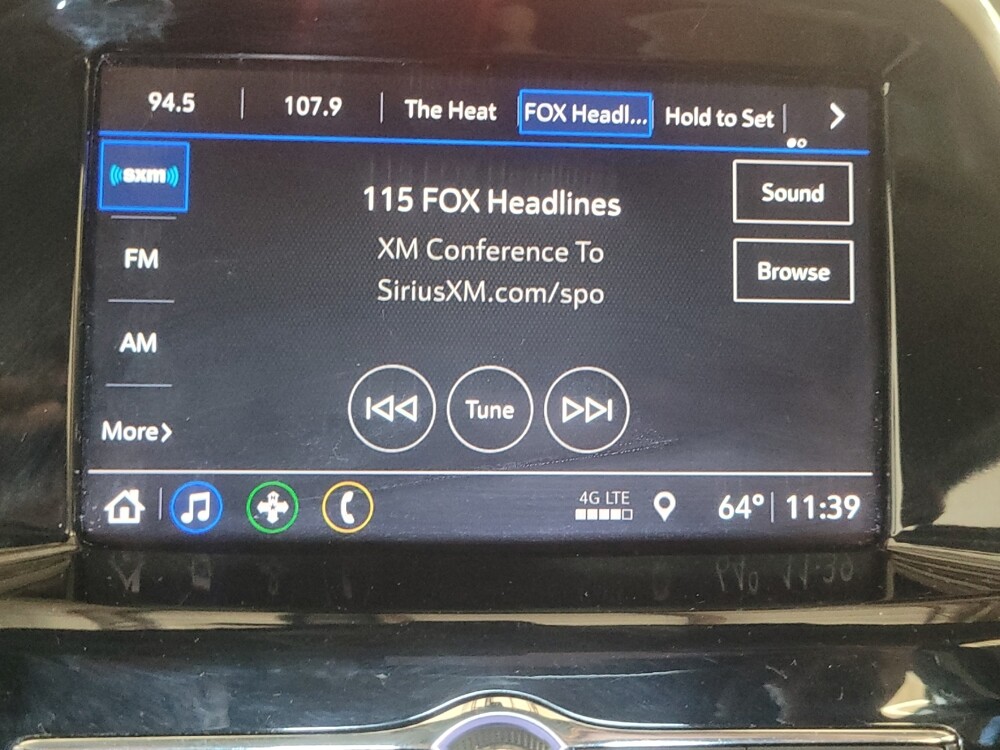 94.5 | 107.9 | The Heat FOX Headl... Hold to Set |
sxm
Sound
115 FOX Headlines
XM Conference To
FM
Browse
SiriusXM.com/spo
AM
Tune
More
4G LTE
64° 11:39